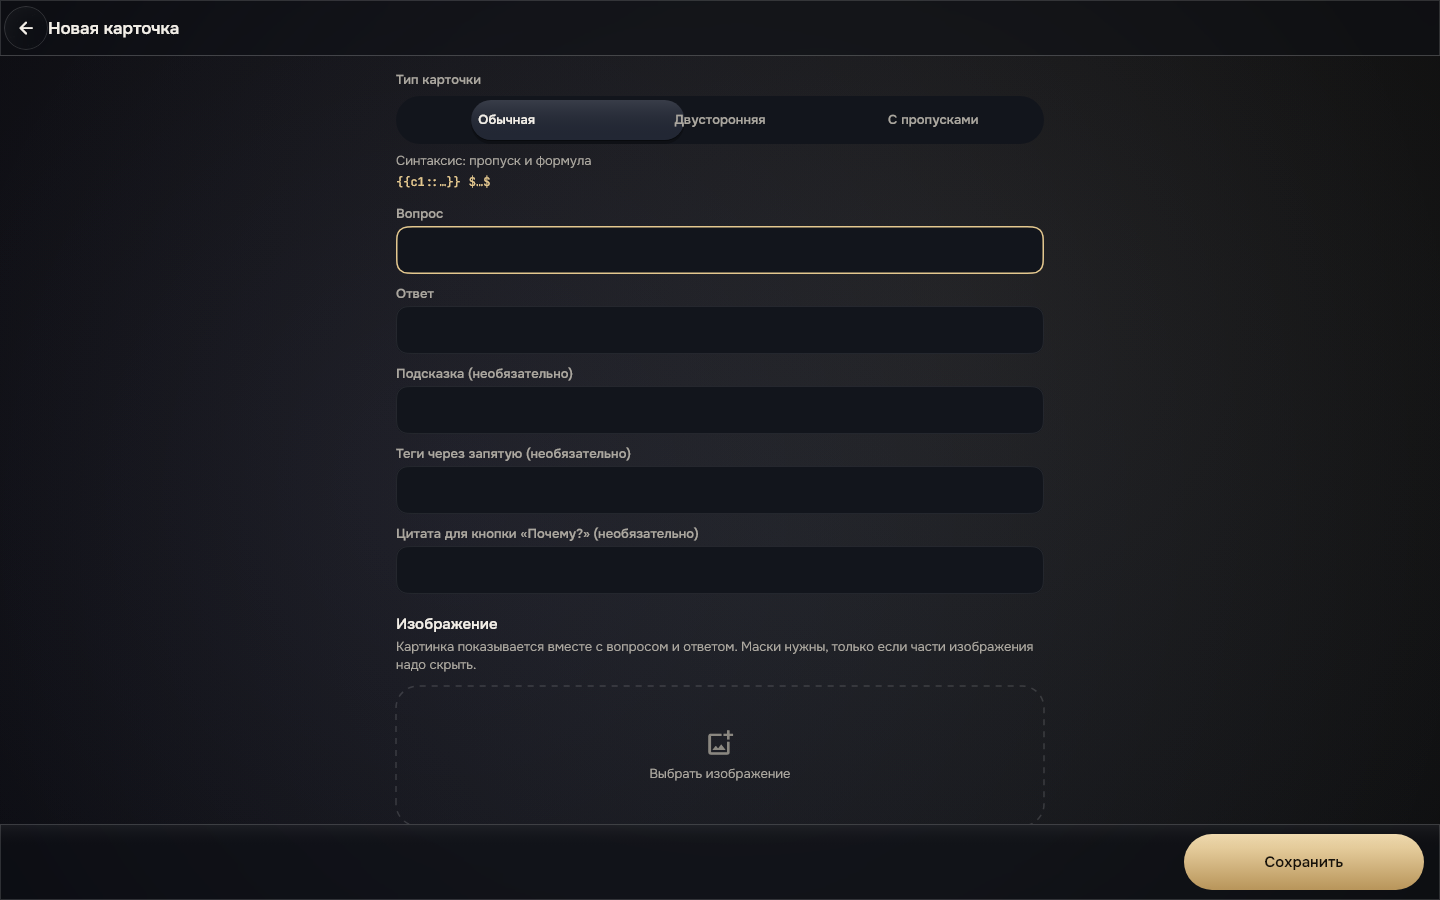 Новая карточка
Тип карточки
Обычная
Двусторонняя
С пропусками
Синтаксис: пропуск и формула
{{c1::…}} $…$
Вопрос
Ответ
Подсказка (необязательно)
Теги через запятую (необязательно)
Цитата для кнопки «Почему?» (необязательно)
Изображение
Картинка показывается вместе с вопросом и ответом. Маски нужны, только если части изображения
надо скрыть.
Выбрать изображение
Сохранить